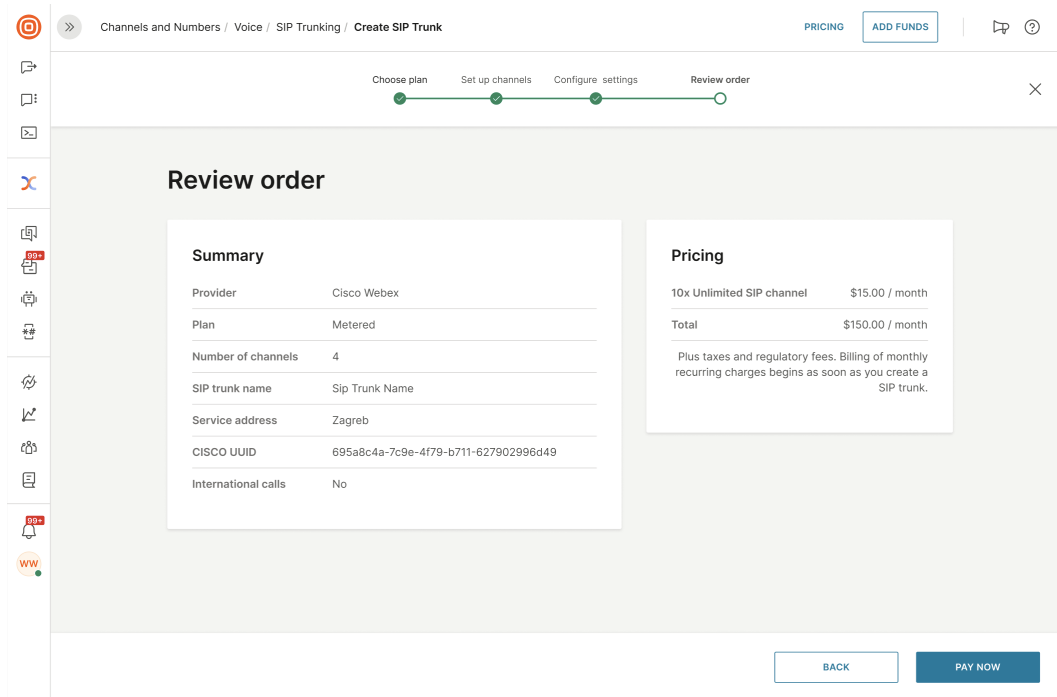 Channels and Numbers / Voice / SIP Trunking / Create SIP Trunk
PRICING
ADD FUNDS
Choose plan
Set up channels
Configure settings
Review order
Review order
Summary
Provider Cisco Webex
Plan Metered
Number of channels 4
SIP trunk name Sip Trunk Name
Service address Zagreb
CISCO UUID 695a8c4a-7c9e-4f79-b711-627902996d49
International calls No
Pricing
10x Unlimited SIP channel $15.00 / month
Total $150.00 / month
Plus taxes and regulatory fees. Billing of monthly
recurring charges begins as soon as you create a
SIP trunk.
99+
*#
99+
WW
BACK
PAY NOW